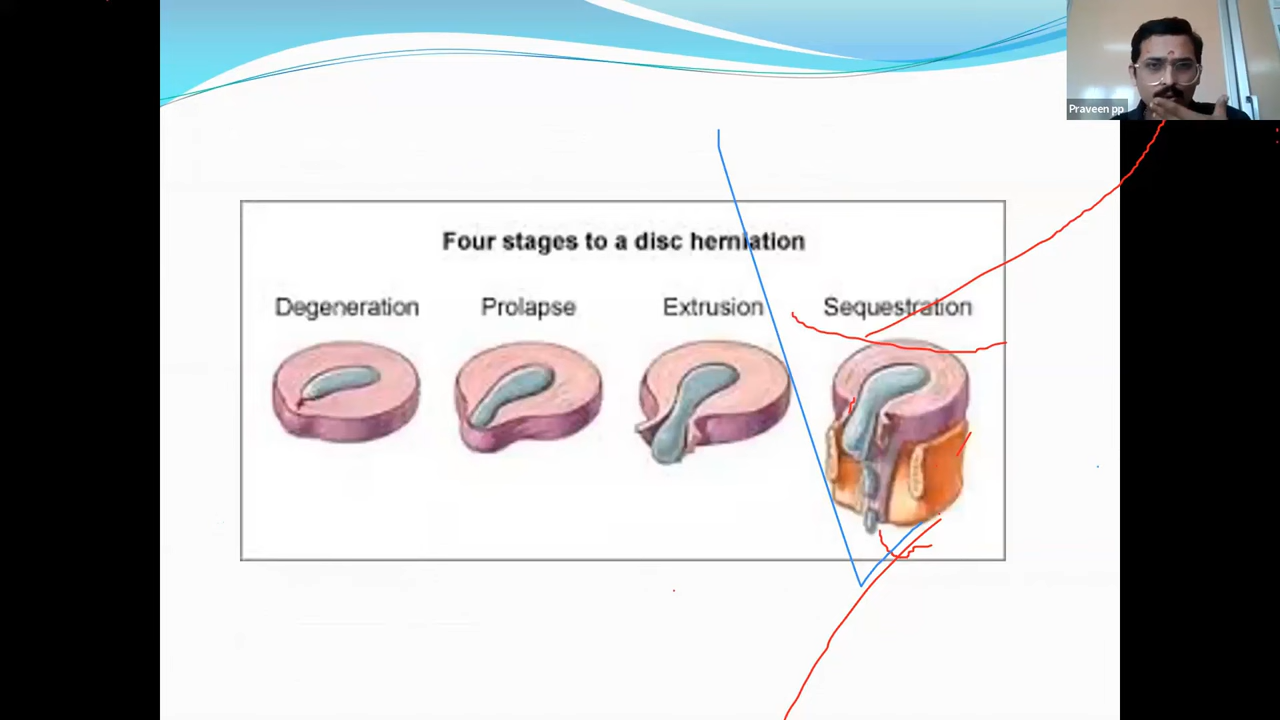 Praveen pp
Four stages to a disc herniation
Degeneration Prolapse Extrusion Sequestration